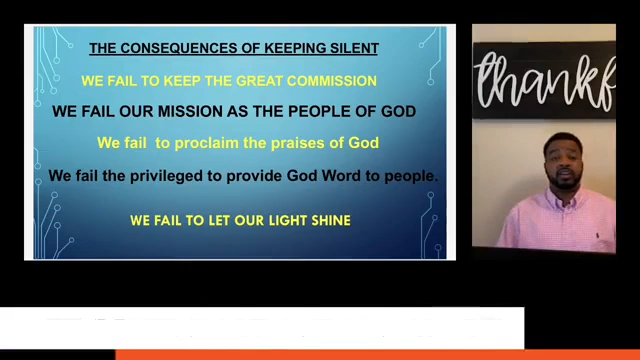 THE CONSEQUENCES OF KEEPING SILENT
WE FAIL TO KEEP THE GREAT COMMISSION
WE FAIL OUR MISSION AS THE PEOPLE OF GOD
We fail to proclaim the praises of God
We fail the privileged to provide God Word to people.
WE FAIL TO LET OUR LIGHT SHINE
thankf